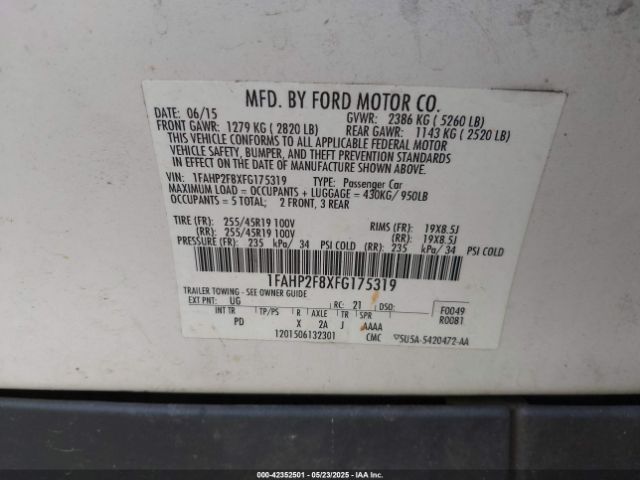 MFD. BY FORD MOTOR CO.
DATE: 06/15 GVWR: 2386 KG ( 5260 LB)
FRONT GAWR: 1279 KG ( 2820 LB) REAR GAWR: 1143 KG ( 2520 LB)
THIS VEHICLE CONFORMS TO ALL APPLICABLE FEDERAL MOTOR
VEHICLE SAFETY, BUMPER, AND THEFT PREVENTION STANDARDS
IN EFFECT ON THE DATE OF MANUFACTURE SHOWN ABOVE.
VIN: 1FAHP2F8XFG175319 TYPE: Passenger Car
MAXIMUM LOAD = OCCUPANTS + LUGGAGE = 430KG/ 950LB
OCCUPANTS = 5 TOTAL; 2 FRONT, 3 REAR
TIRE (FR): 255/45R19 100V RIMS (FR): 19X8.5J
(RR): 255/45R19 100V (RR): 19X8.5J
PRESSURE (FR): 235 kPa/ 34 PSI COLD (RR): 235 kPa/ 34 PSI COLD
1FAHP2F8XFG175319
TRAILER TOWING - SEE OWNER GUIDE
EXT PNT: UG RC: 21 DSO: F0049
INT TR TP/PS R AXLE TR SPR R0081
PD X 2A J AAAA
1201506132301 CMC 5U5A-5420472-AA
000-42352501 - 05/23/2025 - IAAI.COM